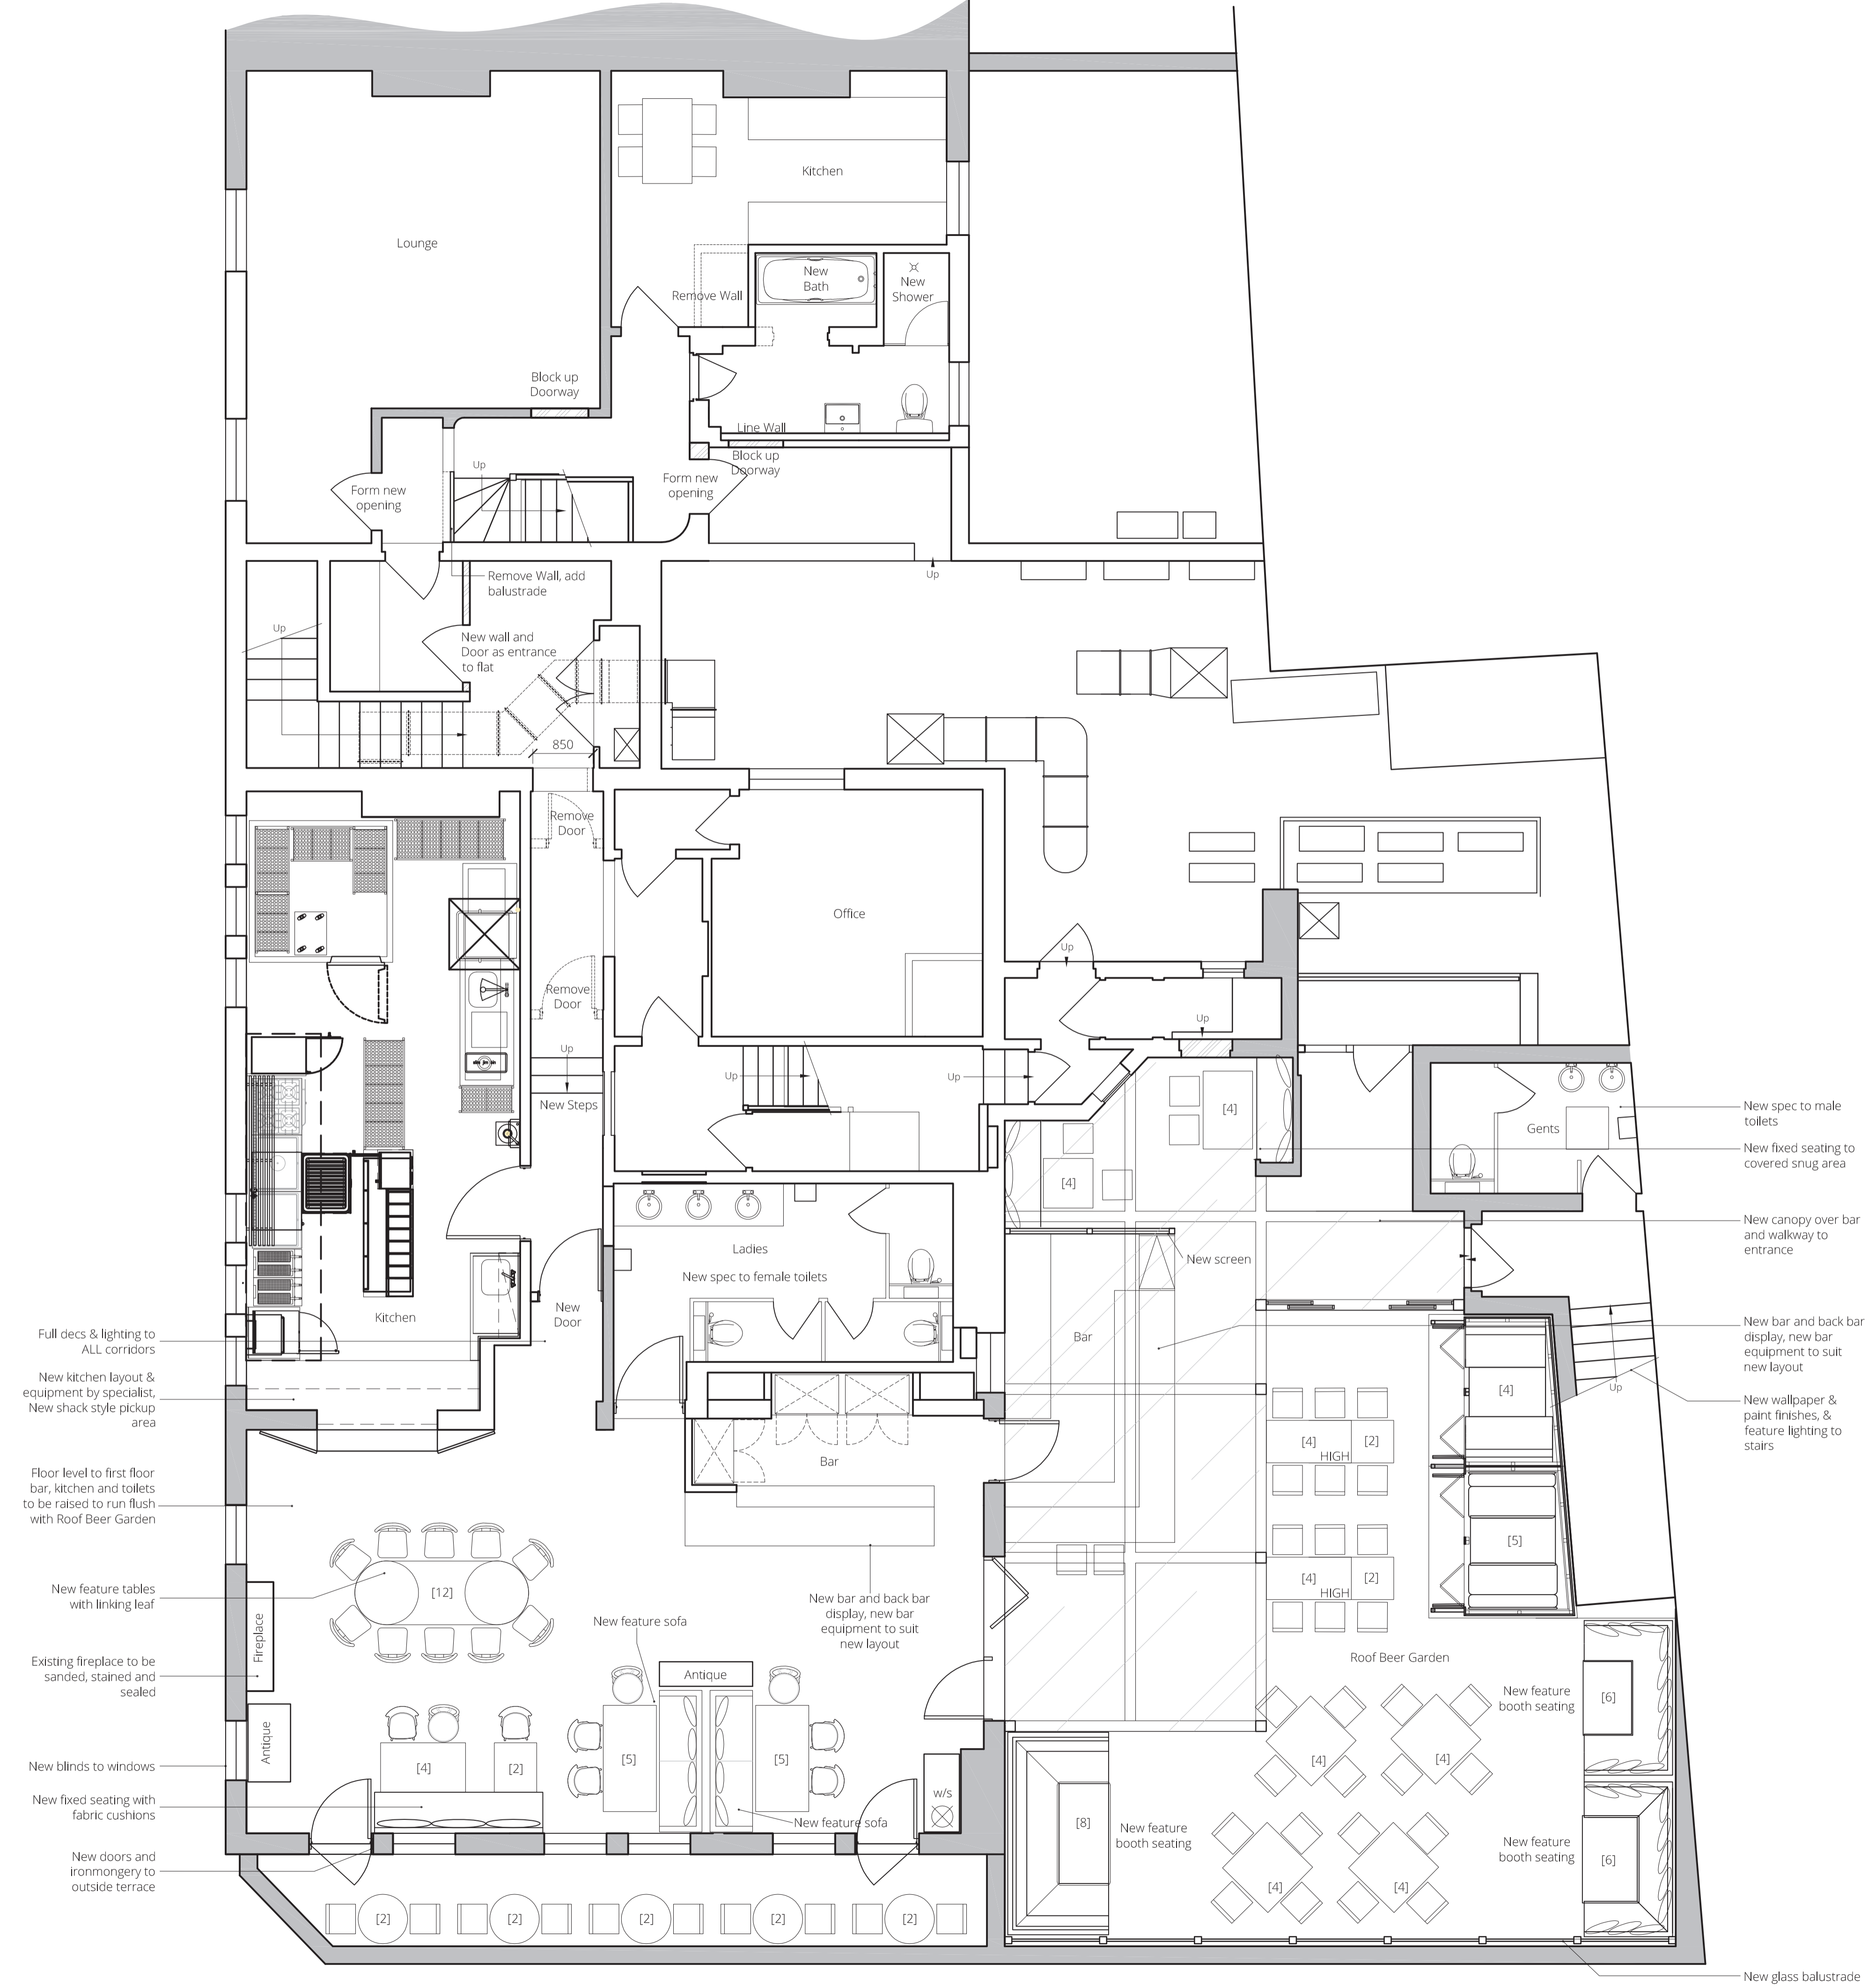 Kitchen
Lounge
New
Bath
New
Shower
Remove Wall
Block up
Doorway
Line Wall
Block up
Doorway
Up
Form new
opening
Form new
opening
Up
Remove Wall, add
balustrade
Up
New wall and
Door as entrance
to flat
850
Remove
Door
Office
Up
Remove
Door
Up
Up
New Steps
Up
Up
[4]
[4]
Gents
New spec to male
toilets
New fixed seating to
covered snug area
New canopy over bar
and walkway to
entrance
Ladies
New spec to female toilets
New screen
Kitchen
New
Door
Bar
Full decs & lighting to
ALL corridors
New kitchen layout &
equipment by specialist,
New shack style pickup
area
New bar and back bar
display, new bar
equipment to suit
new layout
Up
New wallpaper &
paint finishes, &
feature lighting to
stairs
[4]
[4]
HIGH
[2]
Bar
Floor level to first floor
bar, kitchen and toilets
to be raised to run flush
with Roof Beer Garden
[5]
[4]
HIGH
[2]
New feature tables
with linking leaf
[12]
New bar and back bar
display, new bar
equipment to suit
new layout
New feature sofa
Fireplace
Existing fireplace to be
sanded, stained and
sealed
Antique
Roof Beer Garden
New feature
booth seating
[6]
Antique
New blinds to windows
[4]
[2]
[5]
[5]
[4]
[4]
w/s
New fixed seating with
fabric cushions
New feature sofa
[8]
New feature
booth seating
New feature
booth seating
[6]
New doors and
ironmongery to
outside terrace
[4]
[4]
[2]
[2]
[2]
[2]
[2]
New glass balustrade